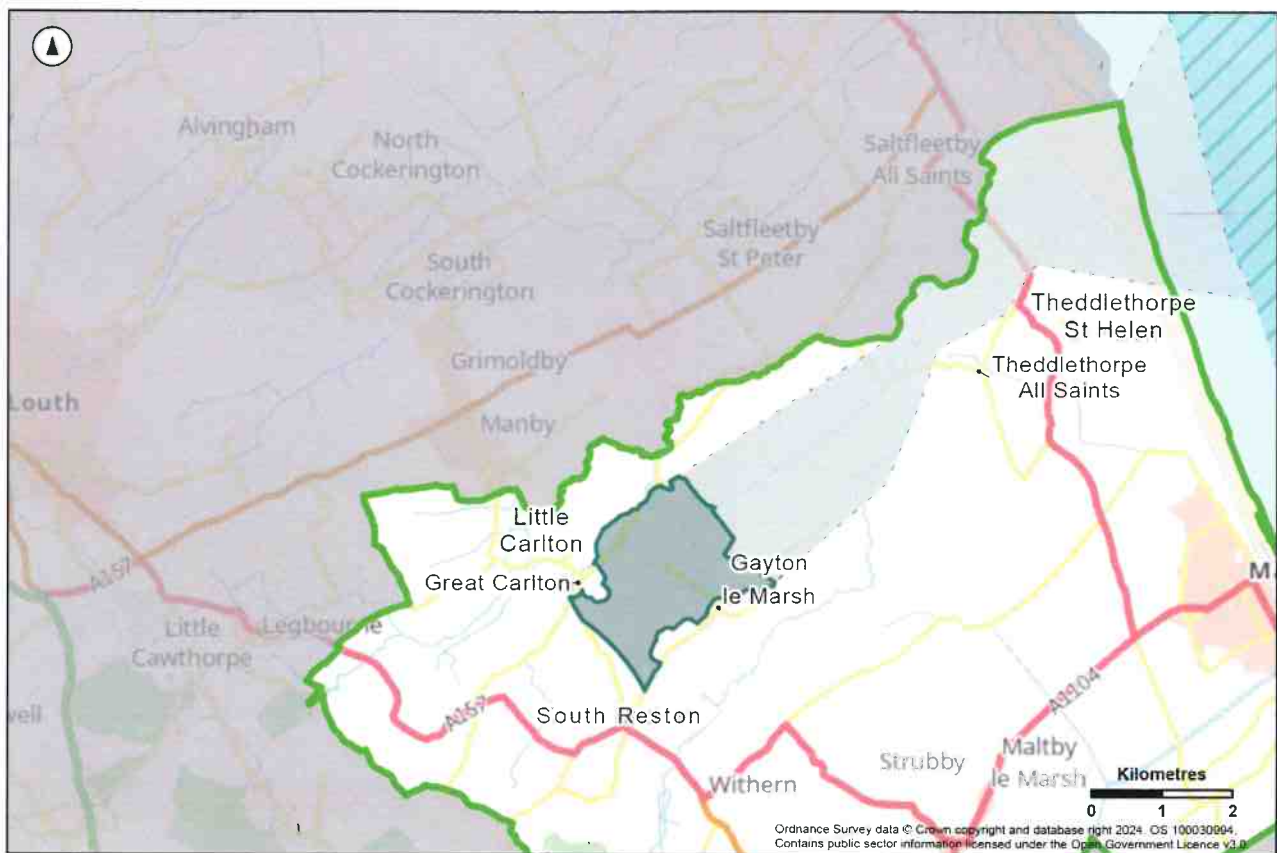 Alvingham
North
Cockerington
Saltfleetby
All Saints
Saltfleetby
St Peter
South
Cockerington
Theddlethorpe
St Helen
Grimoldby
Theddlethorpe
All Saints
Louth
Manby
Little
Carlton
Gayton
le Marsh
Great Carlton
A157
Little
Cawthorpe
Legbourne
A157
South Reston
A1104
Withern
Strubby
Maltby
le Marsh
Kilometres
0 1 2
Ordnance Survey data © Crown copyright and database right 2024. OS 100030994.
Contains public sector information licensed under the Open Government Licence v3.0.